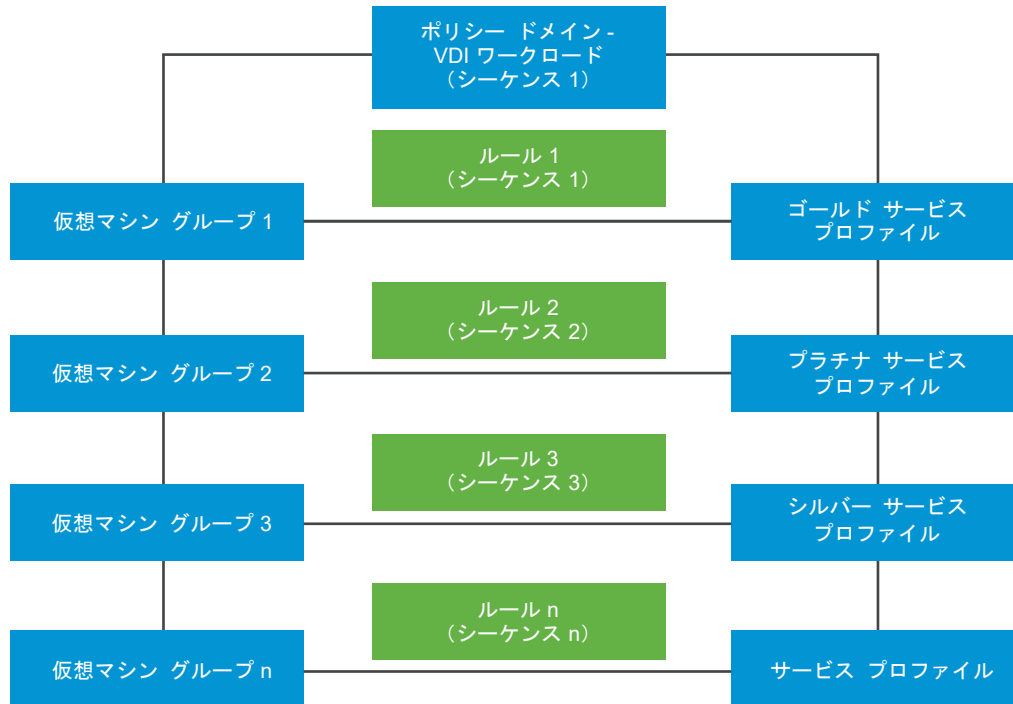 ポリシー ドメイン -
VDI ワークロード
（シーケンス 1）
ルール 1
（シーケンス 1）
仮想マシン グループ 1
ゴールド サービス
プロファイル
ルール 2
（シーケンス 2）
仮想マシン グループ 2
プラチナ サービス
プロファイル
ルール 3
（シーケンス 3）
仮想マシン グループ 3
シルバー サービス
プロファイル
ルール n
（シーケンス n）
仮想マシン グループ n
サービス プロファイル